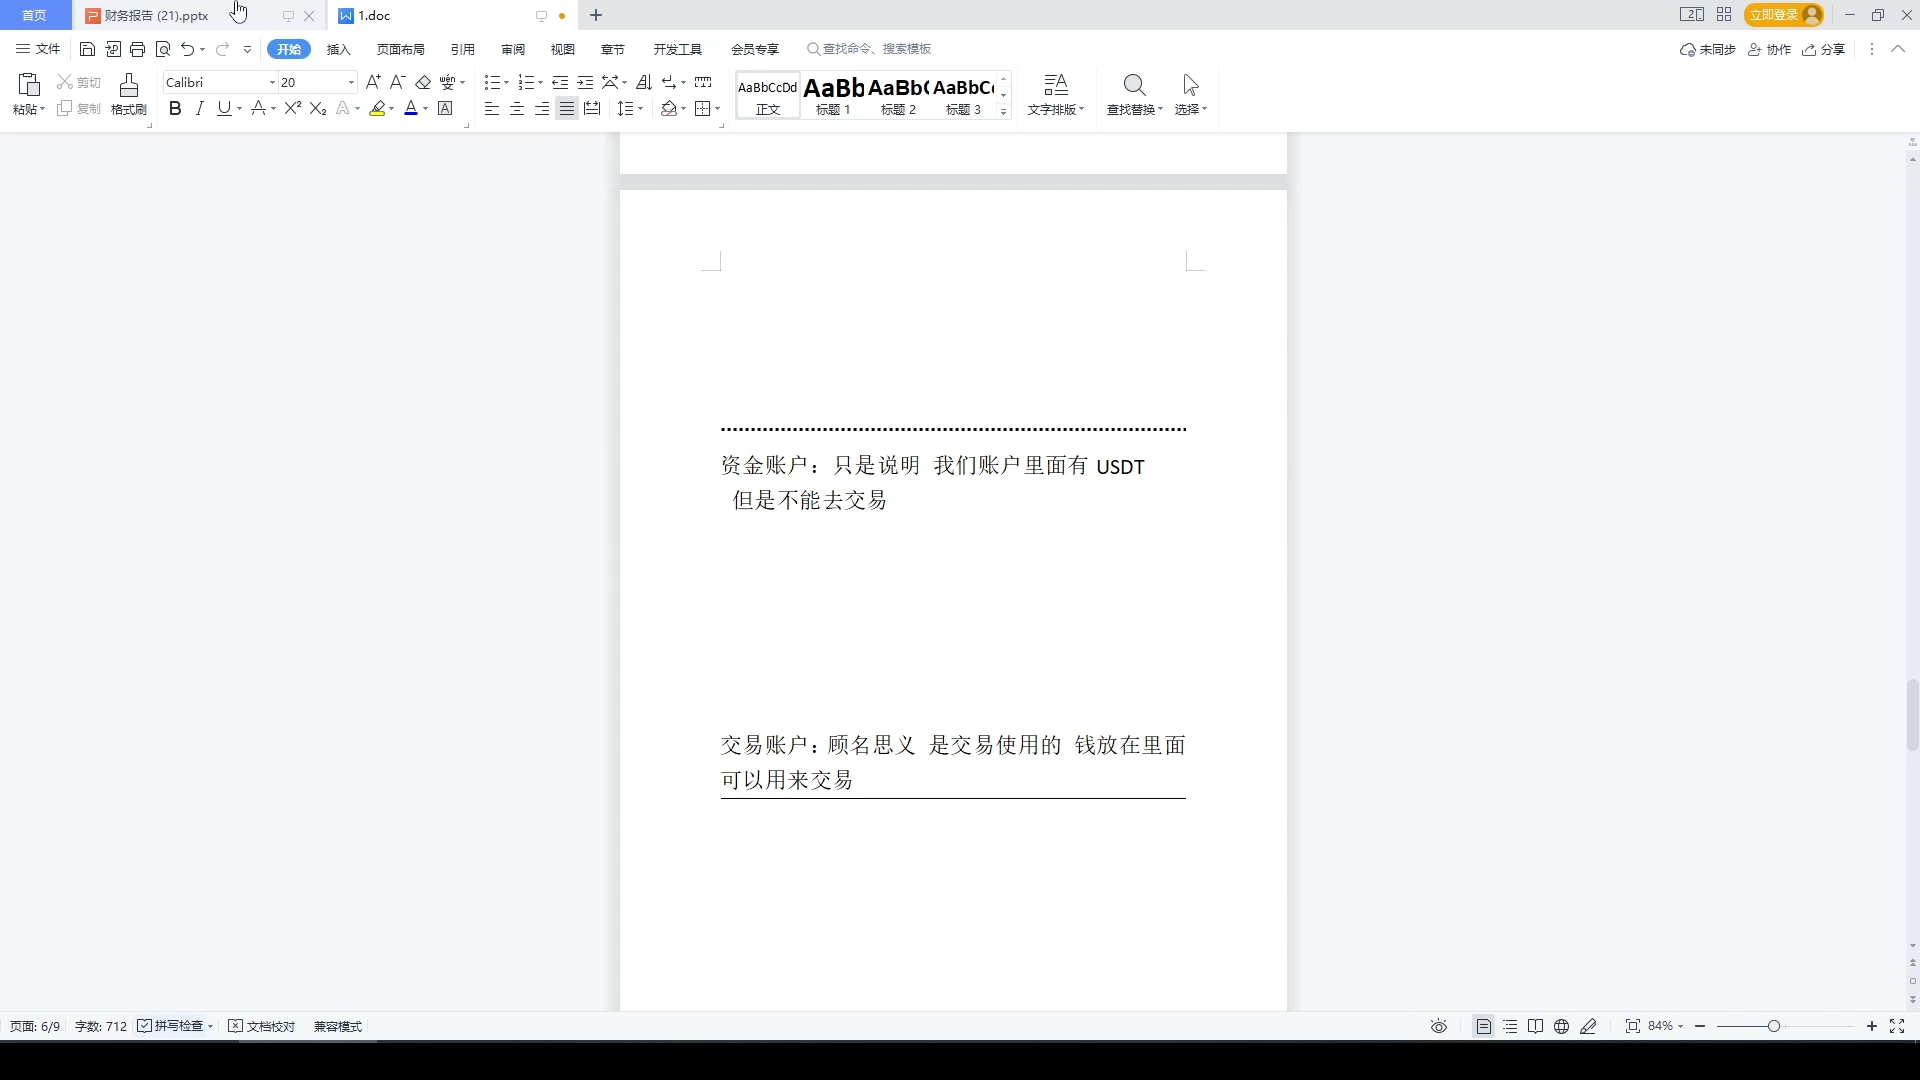 首页 财务报告 (21).pptx 1.doc 立即登录
文件 开始 插入 页面布局 引用 审阅 视图 章节 开发工具 会员专享 查找命令、搜索模板 未同步 协作 分享
粘贴 剪切 复制 格式刷 Calibri 20 AaBbCcDd 正文 AaBb 标题 1 AaBb( 标题 2 AaBbC( 标题 3 文字排版 查找替换 选择
资金账户：只是说明 我们账户里面有 USDT
但是不能去交易
交易账户：顾名思义 是交易使用的 钱放在里面
可以用来交易
页面: 6/9 字数: 712 拼写检查 文档校对 兼容模式 84%